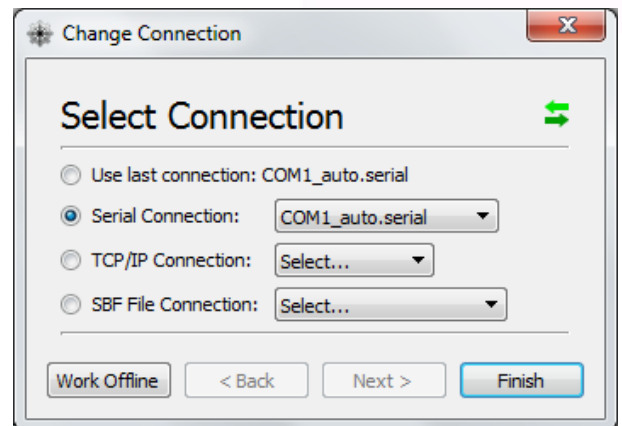 Change Connection
Select Connection
Use last connection: COM1_auto.serial
Serial Connection: COM1_auto.serial
TCP/IP Connection: Select...
SBF File Connection: Select...
Work Offline < Back Next > Finish